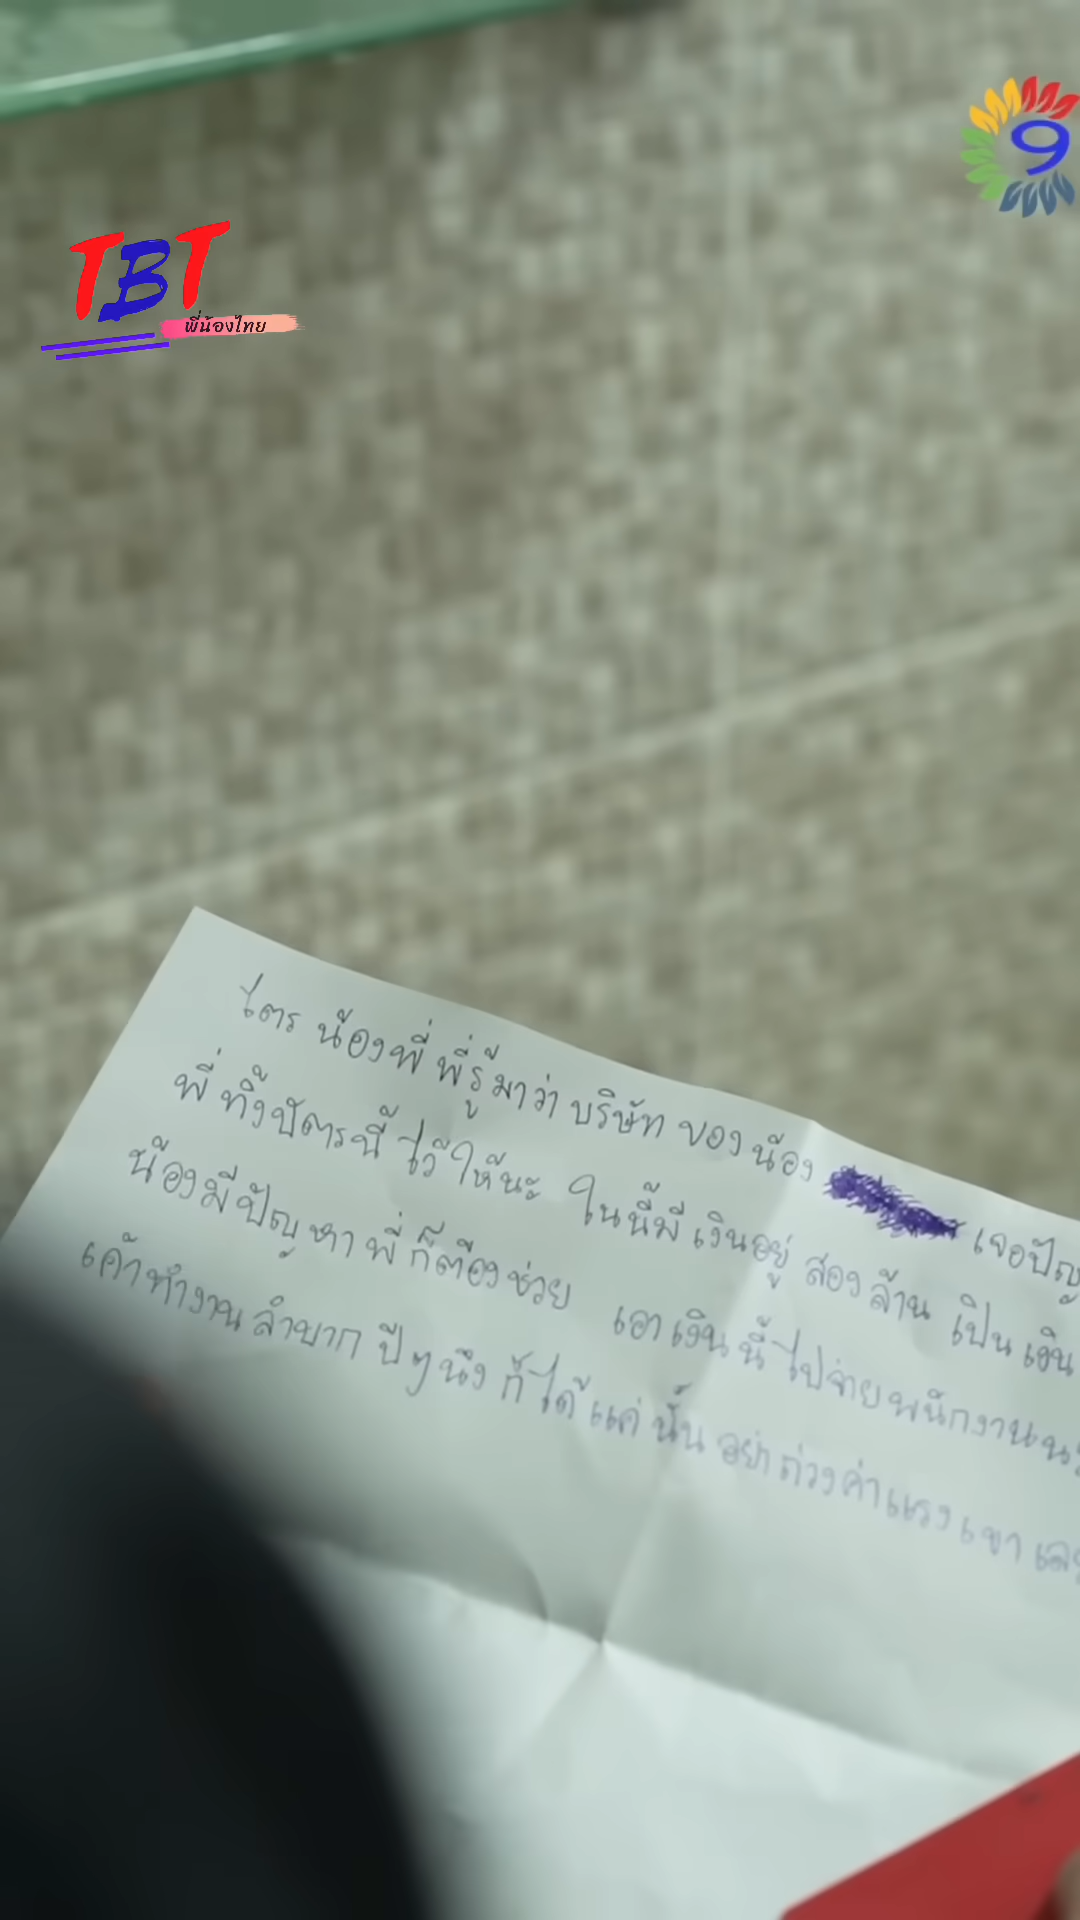 9
TBT
พี่น้องไทย
ไตร น้องพี่ พี่รู้มาว่า บริษัท ของน้อง เจอปัญ
พี่ ทิ้งบัตรนี้ ไว้ให้นะ ในนี้มี เงินอยู่ สองล้าน เป็น เงิน
น้องมีปัญหา พี่ ก็ต้องช่วย เอา เงิน นี้ ไปจ่าย พนักงาน
เค้าทำงาน ลำบาก ปีๆ นึง ก็ ได้ แค่ นั้น อย่า ถ่วงค่าแรง เขา